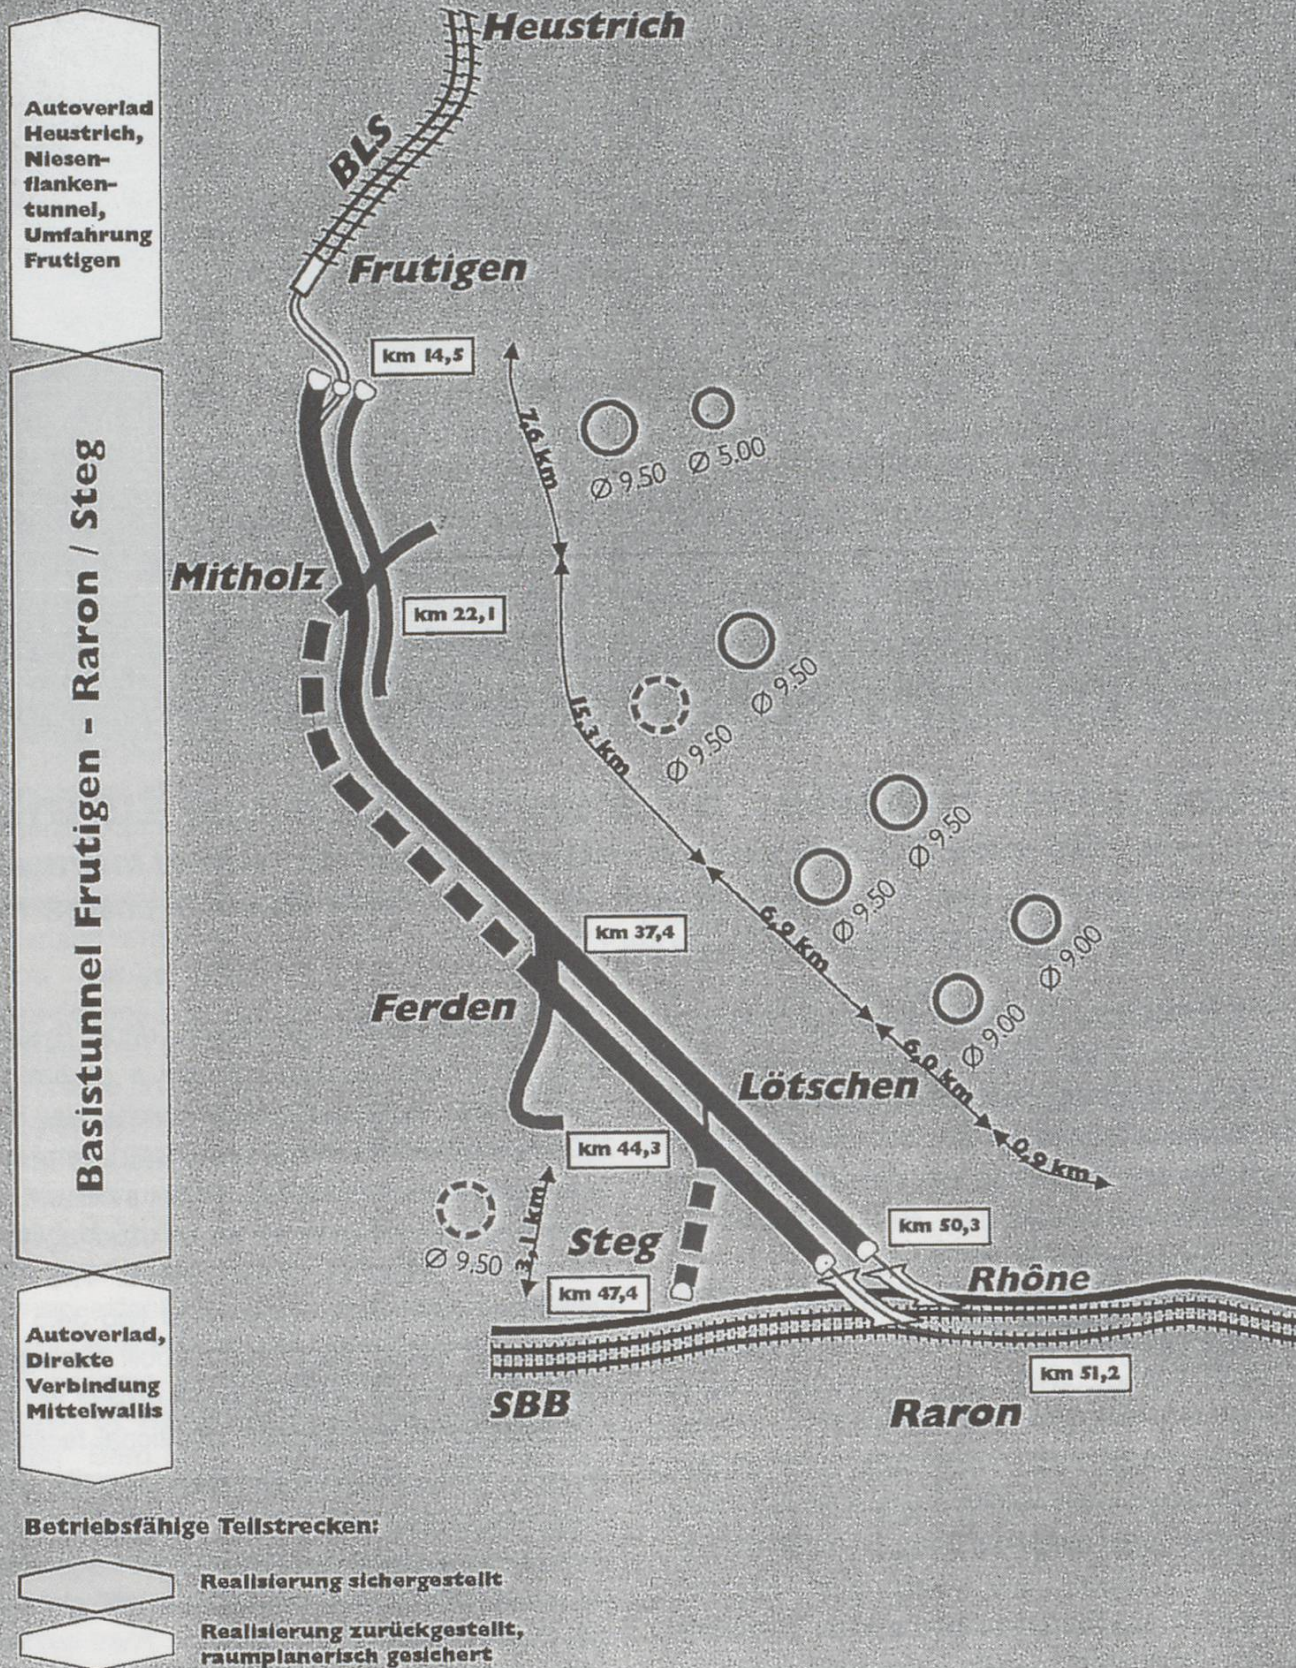 Heustrich
Autoverlad
Heustrich,
Niesen-
flanken-
tunnel,
Umfahrung
Frutigen
BLS
Frutigen
km 14,5
7,6 km
Ø 9.50
Ø 5.00
Basistunnel Frutigen - Raron / Steg
Mitholz
km 22,1
15,3 km
Ø 9.50
Ø 9.50
km 37,4
6,9 km
Ø 9.50
Ø 9.50
Ferden
Lötschen
6,0 km
Ø 9.00
Ø 9.00
km 44,3
0,9 km
Ø 9.50
3,1 km
Steg
km 47,4
km 50,3
Rhône
Autoverlad,
Direkte
Verbindung
Mittelwallis
km 51,2
SBB
Raron
Betriebsfähige Teilstrecken:
Realisierung sichergestellt
Realisierung zurückgestellt,
raumplanerisch gesichert